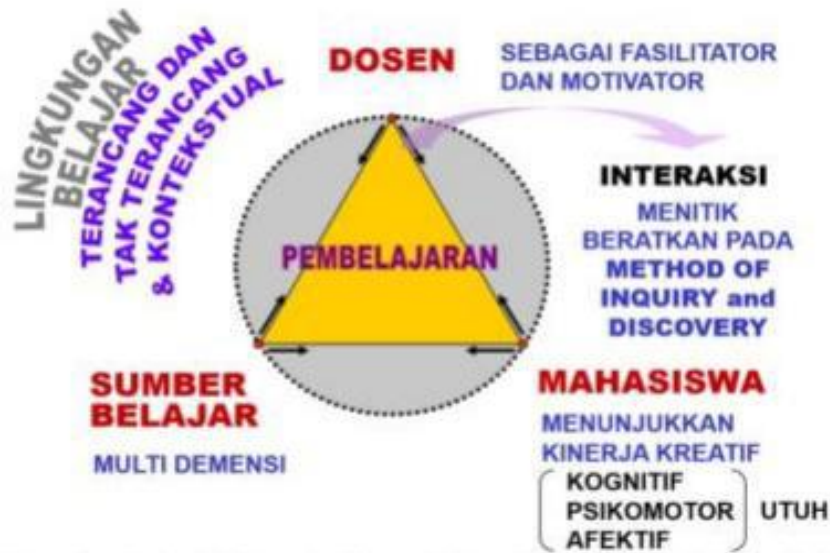 LINGKUNGAN
BELAJAR
TERANCANG DAN
TAK TERANCANG
& KONTEKSTUAL
DOSEN
SEBAGAI FASILITATOR
DAN MOTIVATOR
INTERAKSI
MENITIK
BERATKAN PADA
METHOD OF
INQUIRY and
DISCOVERY
PEMBELAJARAN
SUMBER
BELAJAR
MULTI DEMENSI
MAHASISWA
MENUNJUKKAN
KINERJA KREATIF
KOGNITIF
PSIKOMOTOR
AFEKTIF
UTUH